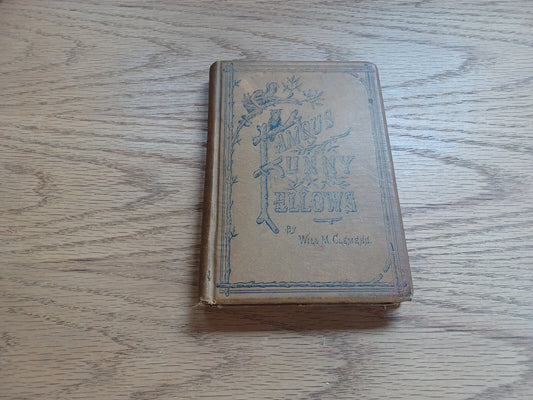 FAMOUS
FUNNY
FELLOWS
BY
WILL M. CLEMENS.